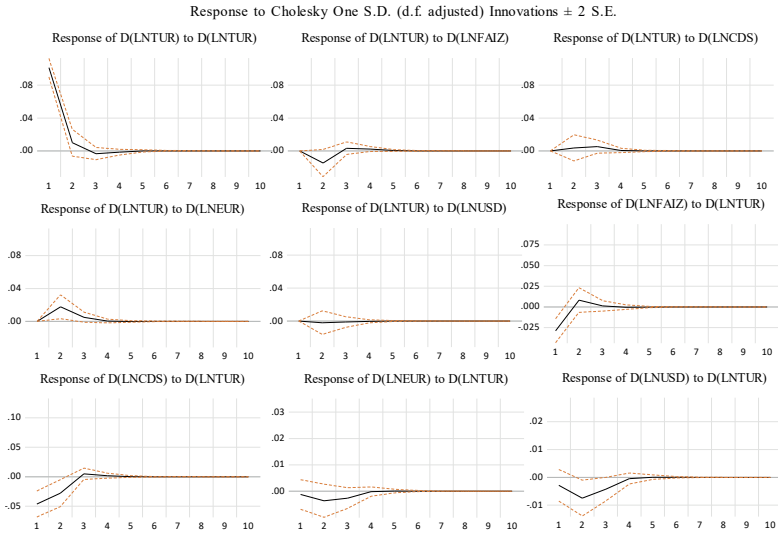 Response to Cholesky One S.D. (d.f. adjusted) Innovations ± 2 S.E.
Response of D(LNTUR) to D(LNTUR)
.08
.04
.00
1 2 3 4 5 6 7 8 9 10
Response of D(LNTUR) to D(LNFAIZ)
.08
.04
.00
1 2 3 4 5 6 7 8 9 10
Response of D(LNTUR) to D(LNCDS)
.08
.04
.00
1 2 3 4 5 6 7 8 9 10
Response of D(LNTUR) to D(LNEUR)
.08
.04
.00
1 2 3 4 5 6 7 8 9 10
Response of D(LNTUR) to D(LNUSD)
.08
.04
.00
1 2 3 4 5 6 7 8 9 10
Response of D(LNFAIZ) to D(LNTUR)
.075
.050
.025
.000
-.025
1 2 3 4 5 6 7 8 9 10
Response of D(LNCDS) to D(LNTUR)
.10
.05
.00
-.05
1 2 3 4 5 6 7 8 9 10
Response of D(LNEUR) to D(LNTUR)
.03
.02
.01
.00
1 2 3 4 5 6 7 8 9 10
Response of D(LNUSD) to D(LNTUR)
.02
.01
.00
-.01
1 2 3 4 5 6 7 8 9 10